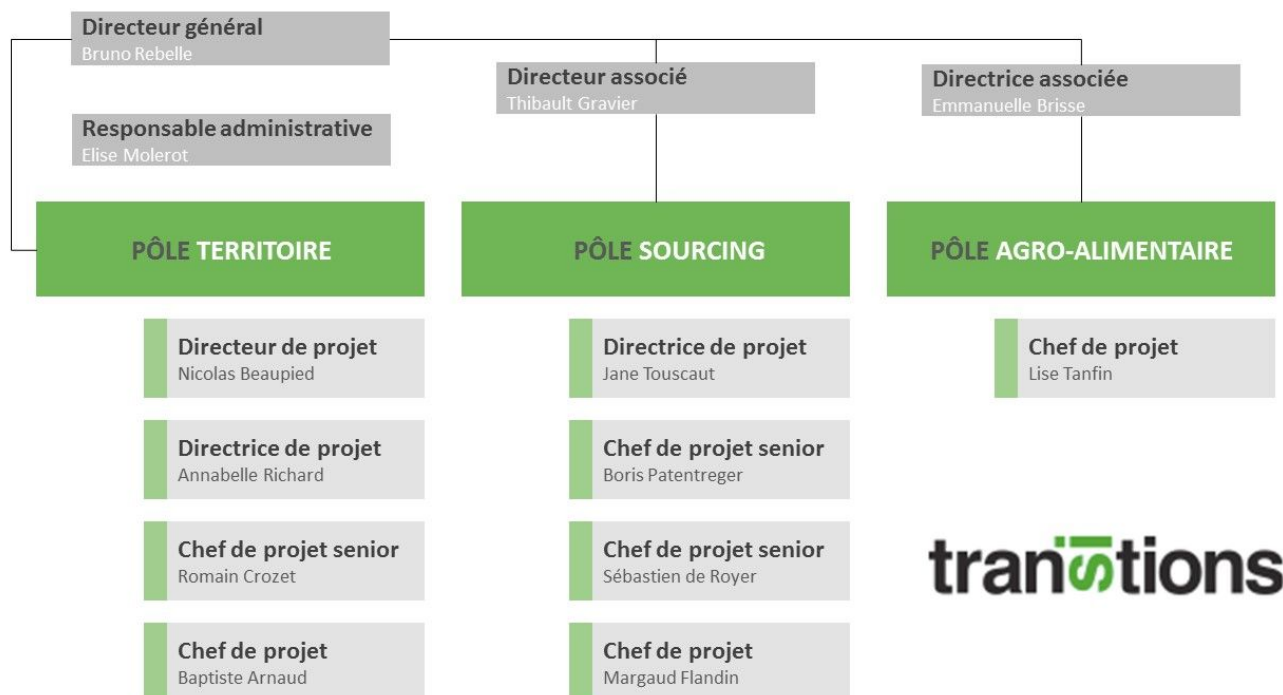 Directeur général
Bruno Rebelle
Responsable administrative
Elise Molerot
Directeur associé
Thibault Gravier
Directrice associée
Emmanuelle Brisse
PÔLE TERRITOIRE
Directeur de projet
Nicolas Beaupied
Directrice de projet
Annabelle Richard
Chef de projet senior
Romain Crozet
Chef de projet
Baptiste Arnaud
PÔLE SOURCING
Directrice de projet
Jane Touscaut
Chef de projet senior
Boris Patentreger
Chef de projet senior
Sébastien de Royer
Chef de projet
Margaud Flandin
PÔLE AGRO-ALIMENTAIRE
Chef de projet
Lise Tanfin
transitions